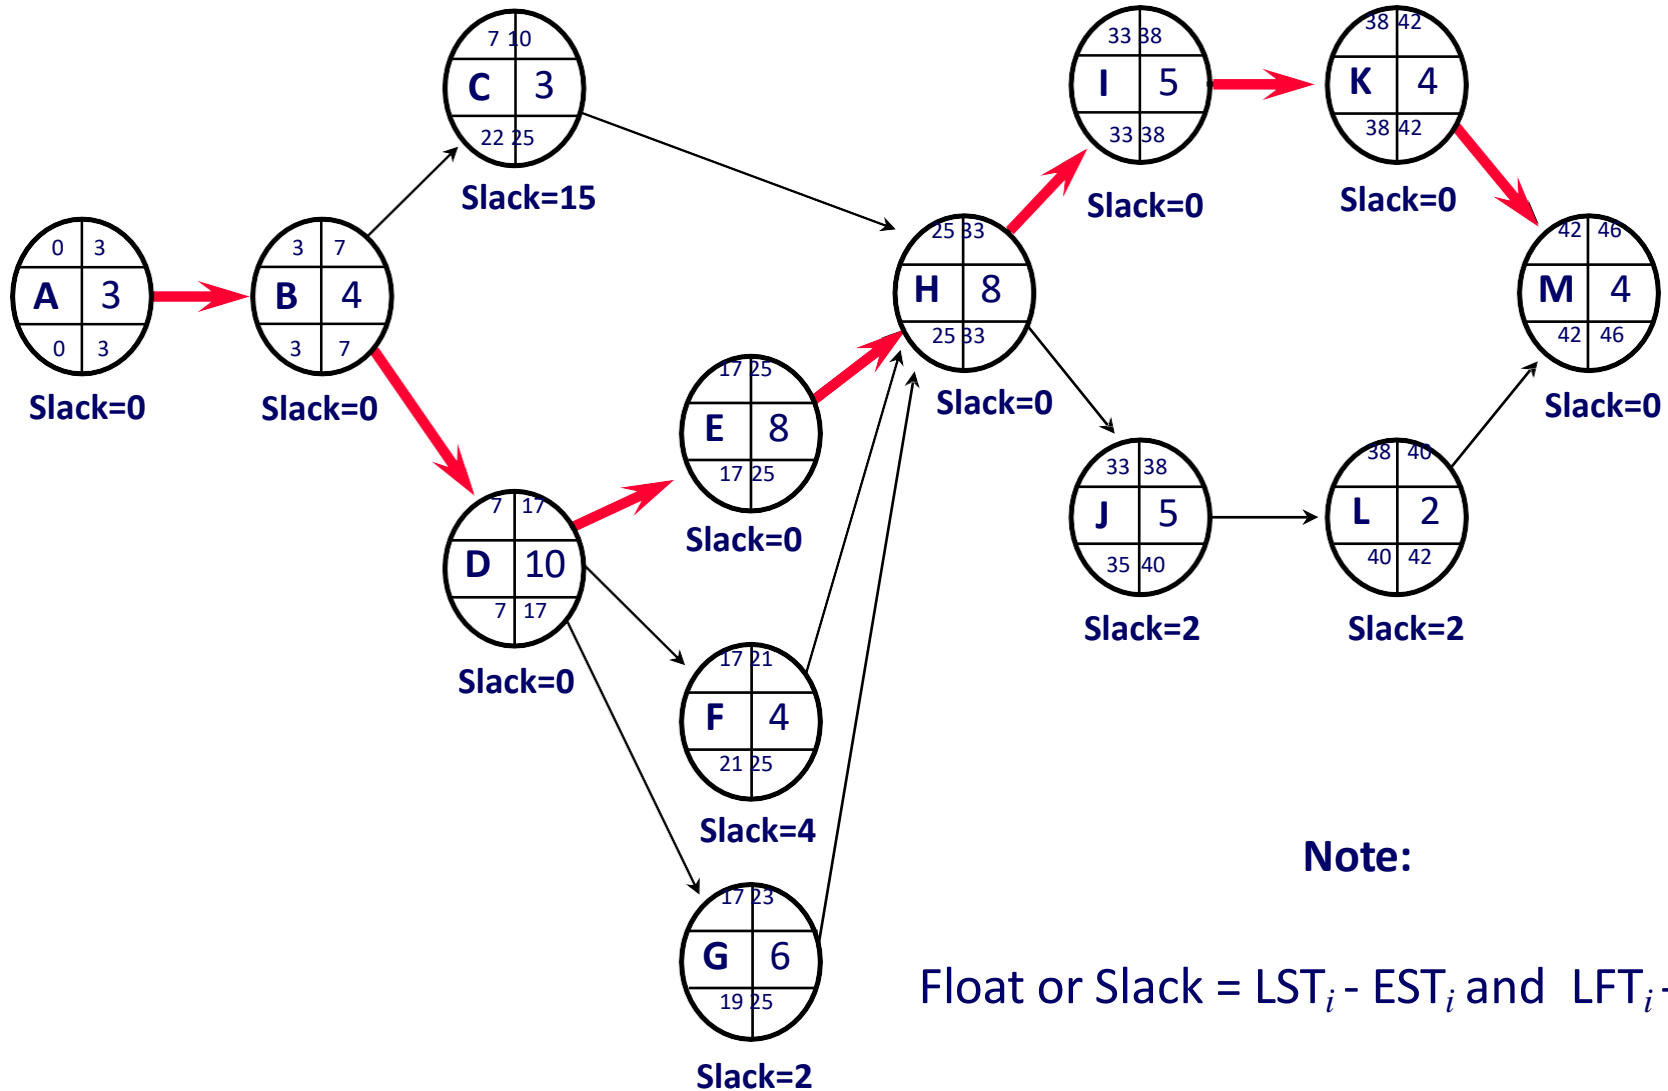 7 10
C 3
22 25
Slack=15
33 38
I 5
33 38
Slack=0
38 42
K 4
38 42
Slack=0
0 3
A 3
0 3
Slack=0
3 7
B 4
3 7
Slack=0
25 33
H 8
25 33
Slack=0
42 46
M 4
42 46
Slack=0
17 25
E 8
17 25
Slack=0
7 17
D 10
7 17
Slack=0
33 38
J 5
35 40
Slack=2
38 40
L 2
40 42
Slack=2
17 21
F 4
21 25
Slack=4
17 23
G 6
19 25
Slack=2
Note:
Float or Slack = LSTi - ESTi and LFTi -